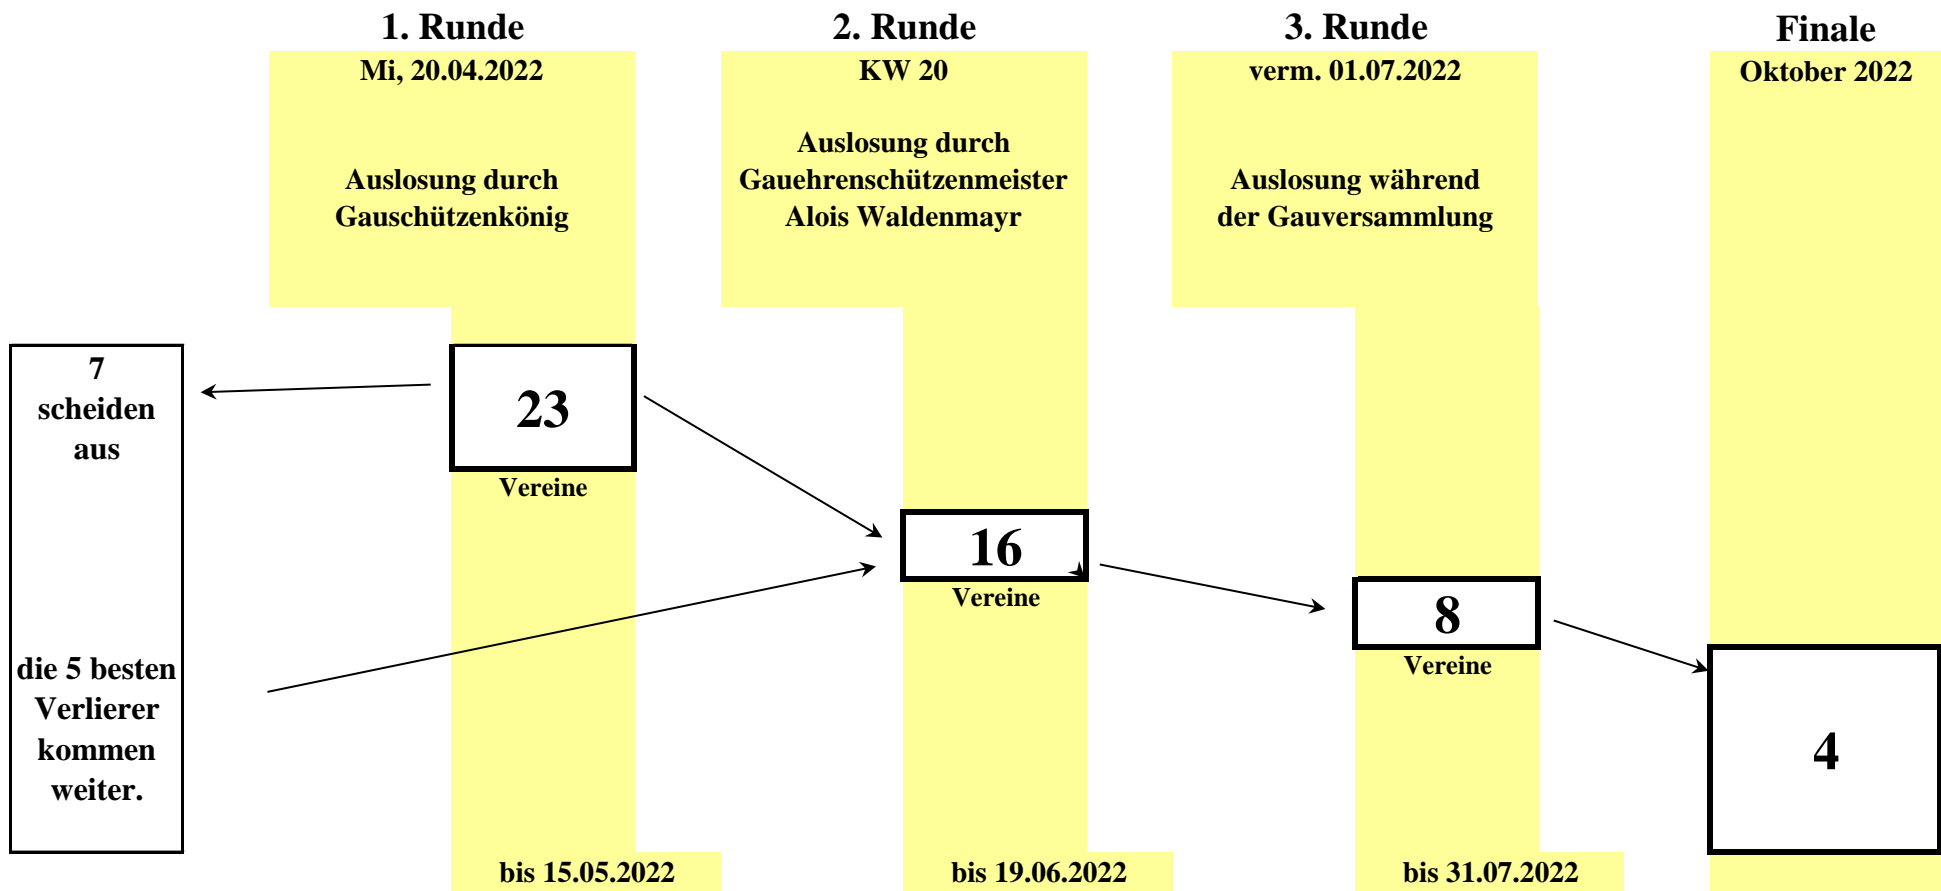 1. Runde
2. Runde
3. Runde
Finale
Mi, 20.04.2022
KW 20
verm. 01.07.2022
Oktober 2022
Auslosung durch
Gauschützenkönig
Auslosung durch
Gauehrenschützenmeister
Alois Waldenmayr
Auslosung während
der Gauversammlung
7
scheiden
aus
23
Vereine
16
Vereine
8
Vereine
4
die 5 besten
Verlierer
kommen
weiter.
bis 15.05.2022
bis 19.06.2022
bis 31.07.2022